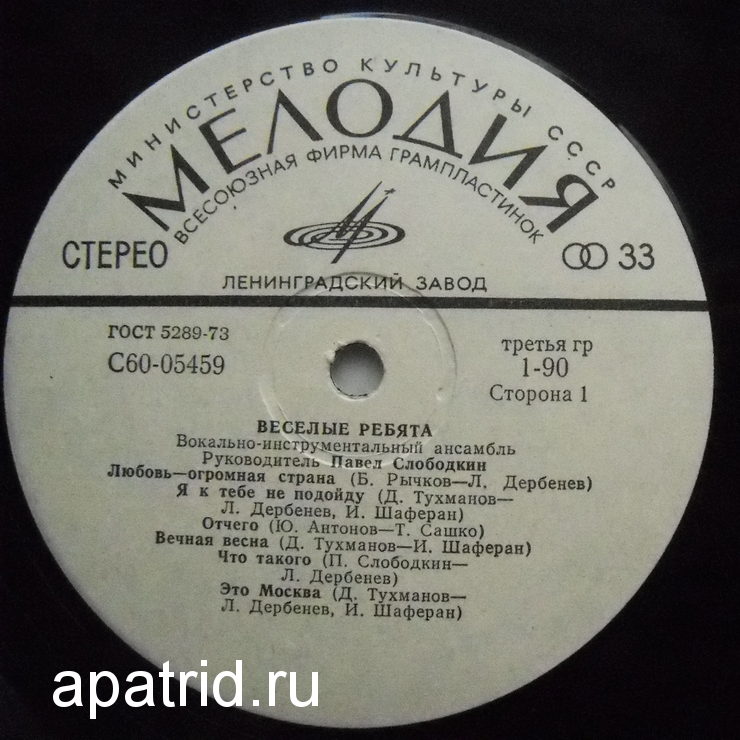 МИНИСТЕРСТВО КУЛЬТУРЫ СССР
МЕЛОДИЯ
ВСЕСОЮЗНАЯ ФИРМА ГРАМПЛАСТИНОК
СТЕРЕО
33
ЛЕНИНГРАДСКИЙ ЗАВОД
ГОСТ 5289-73
С60-05459
третья гр
1-90
Сторона 1
ВЕСЕЛЫЕ РЕБЯТА
Вокально-инструментальный ансамбль
Руководитель Павел Слободкин
Любовь—огромная страна (Б. Рычков—Л. Дербенев)
Я к тебе не подойду (Д. Тухманов—
Л. Дербенев, И. Шаферан)
Отчего (Ю. Антонов—Т. Сашко)
Вечная весна (Д. Тухманов—И. Шаферан)
Что такого (П. Слободкин—
Л. Дербенев)
Это Москва (Д. Тухманов—
Л. Дербенев, И. Шаферан)
apatrid.ru